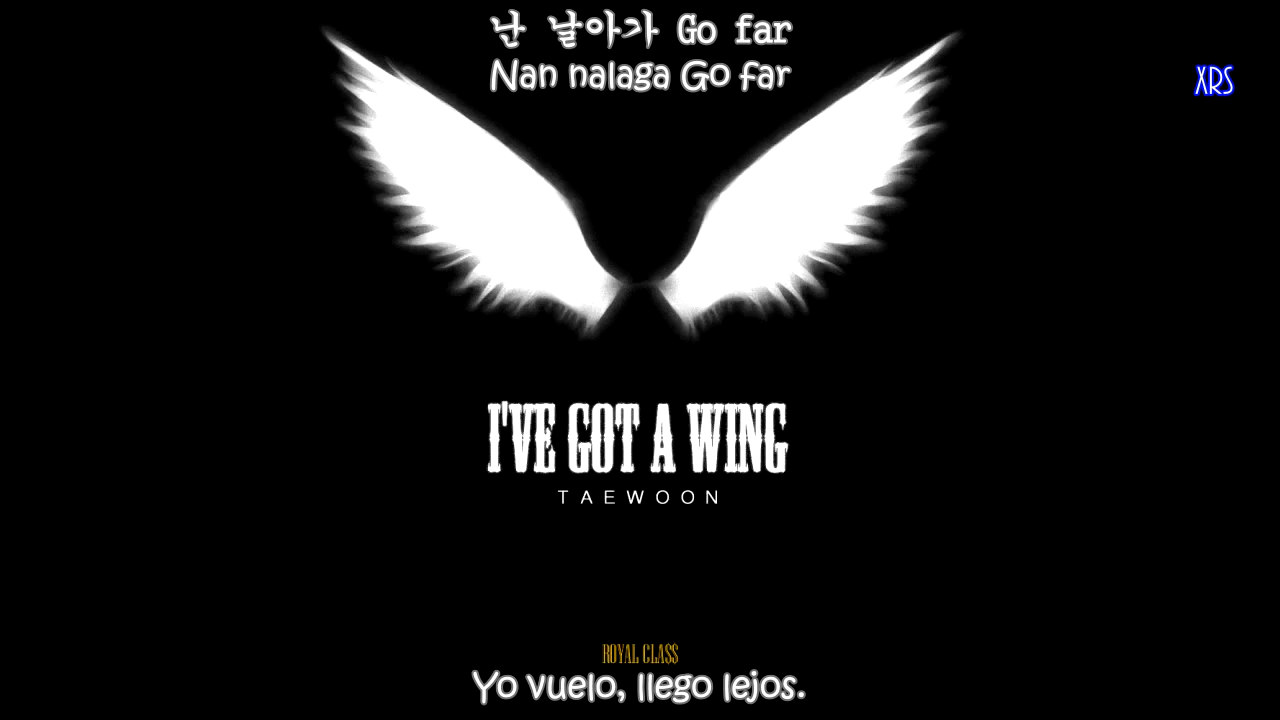 난 날아가 Go far
Nan nalaga Go far
XRS
I'VE GOT A WING
TAEWOON
ROYAL CLASS
Yo vuelo, llego lejos.